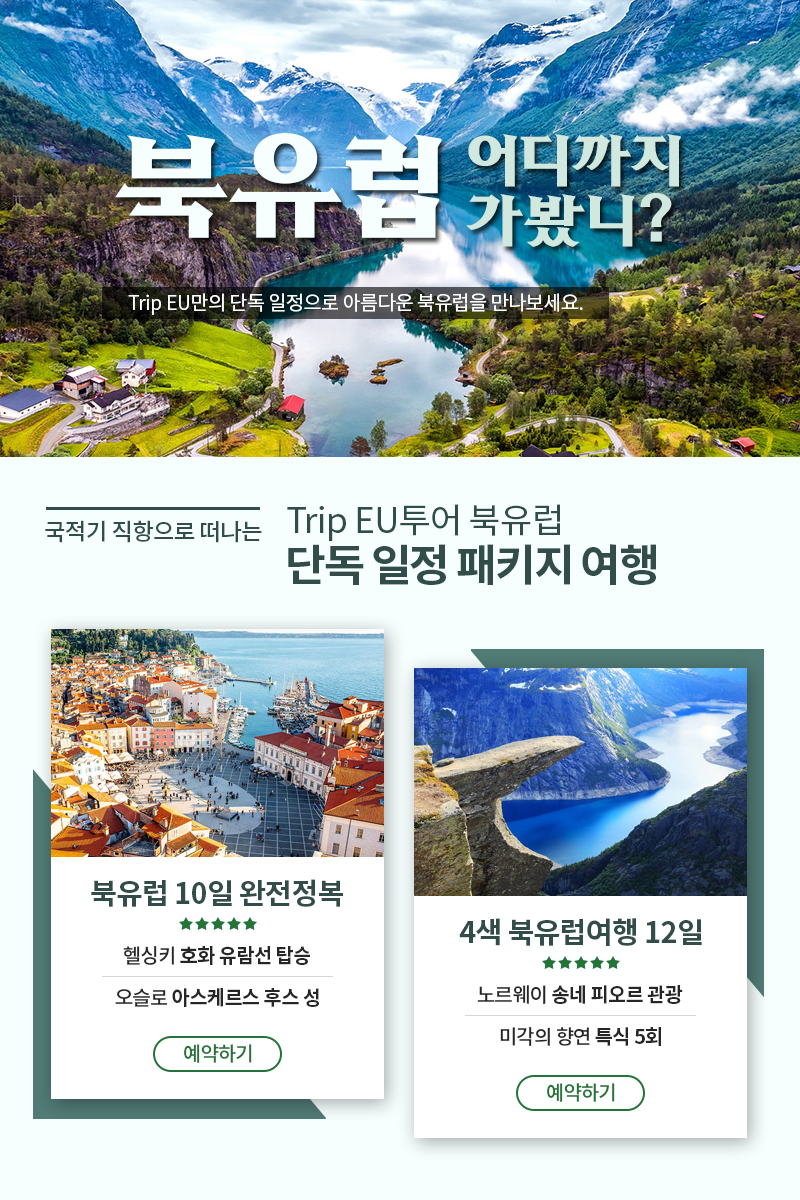 북유럽 어디까지
가봤니?
Trip EU만의 단독 일정으로 아름다운 북유럽을 만나보세요.
국적기 직항으로 떠나는
Trip EU투어 북유럽
단독 일정 패키지 여행
북유럽 10일 완전정복
★★★★★
헬싱키 호화 유람선 탑승
오슬로 아스케르스 후스 성
예약하기
4색 북유럽여행 12일
★★★★★
노르웨이 송네 피오르 관광
미각의 향연 특식 5회
예약하기